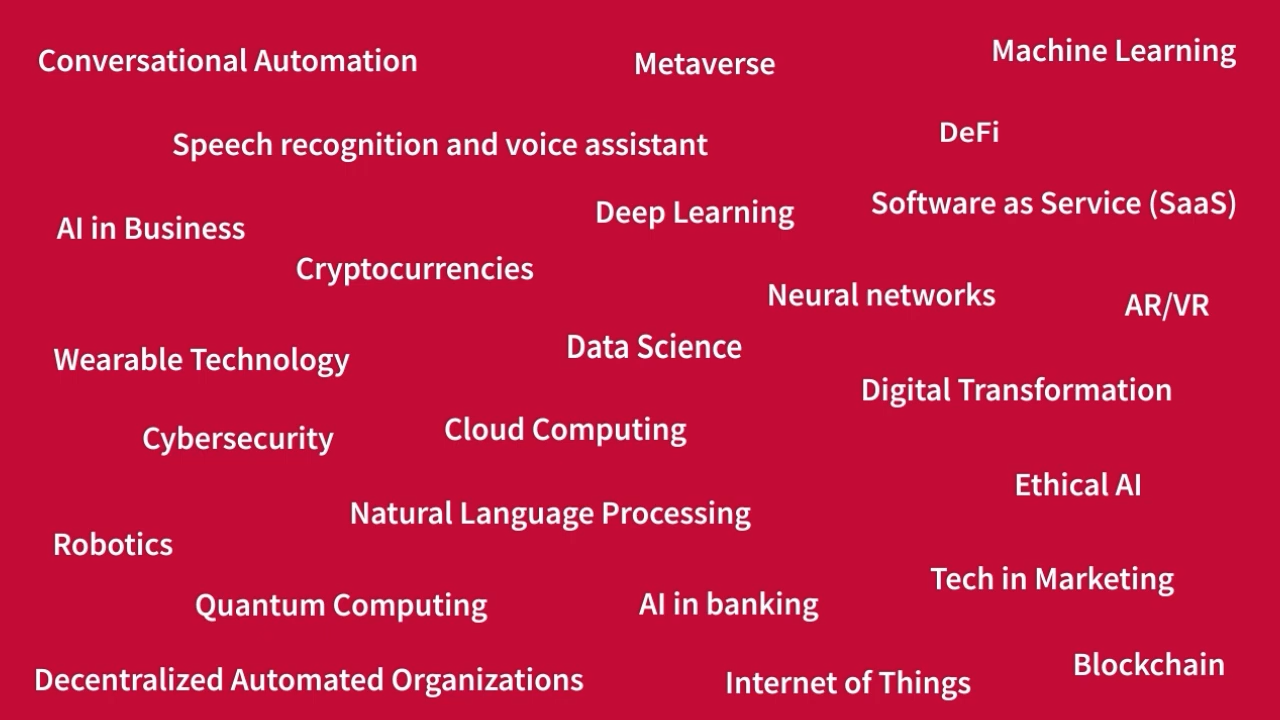 Conversational Automation
Metaverse
Machine Learning
Speech recognition and voice assistant
DeFi
AI in Business
Deep Learning
Software as Service (SaaS)
Cryptocurrencies
Neural networks
AR/VR
Wearable Technology
Data Science
Digital Transformation
Cybersecurity
Cloud Computing
Ethical AI
Natural Language Processing
Robotics
Tech in Marketing
Quantum Computing
AI in banking
Decentralized Automated Organizations
Internet of Things
Blockchain